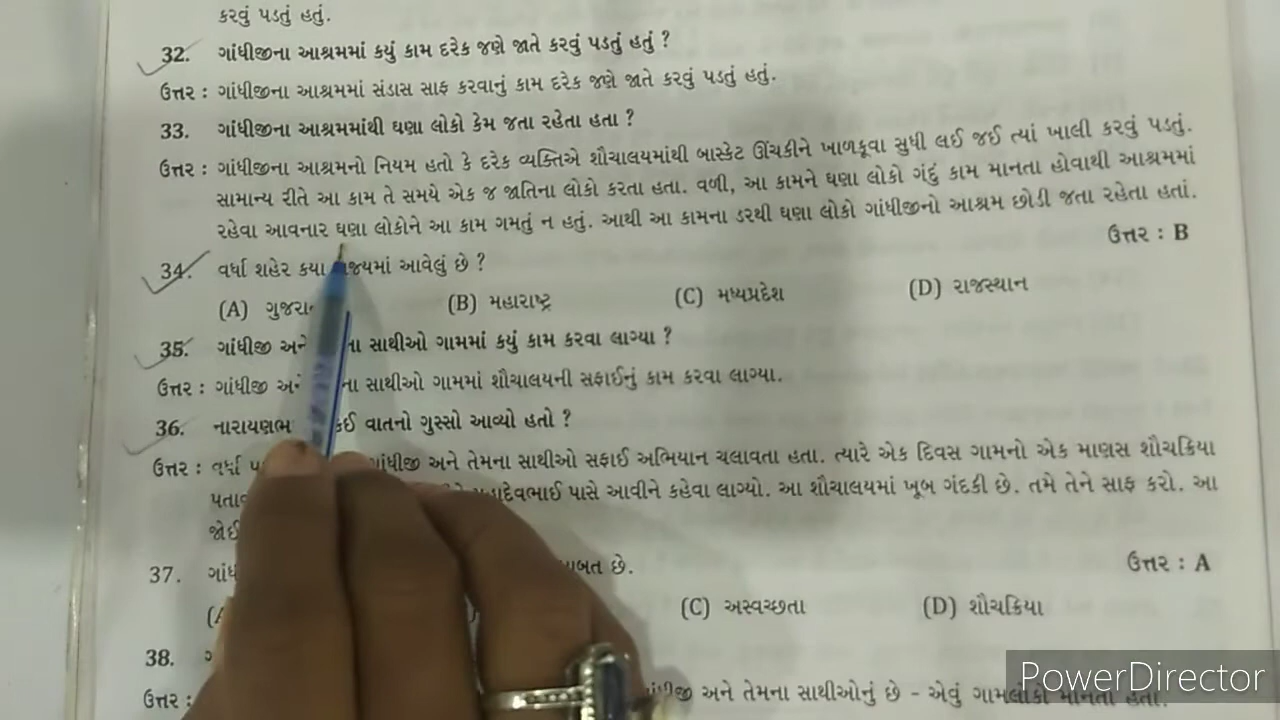 કરવું પડતું હતું.
32. ગાંધીજીના આશ્રમમાં કયું કામ દરેક જણે જાતે કરવું પડતું હતું ?
ઉત્તર : ગાંધીજીના આશ્રમમાં સંડાસ સાફ કરવાનું કામ દરેક જણે જાતે કરવું પડતું હતું.
33. ગાંધીજીના આશ્રમમાંથી ઘણા લોકો કેમ જતા રહેતા હતા ?
ઉત્તર : ગાંધીજીના આશ્રમનો નિયમ હતો કે દરેક વ્યક્તિએ શૌચાલયમાંથી બાસ્કેટ ઊંચકીને ખાળકૂવા સુધી લઈ જઈ ત્યાં ખાલી કરવું પડતું.
સામાન્ય રીતે આ કામ તે સમયે એક જ જાતિના લોકો કરતા હતા. વળી, આ કામને ઘણા લોકો ગંદું કામ માનતા હોવાથી આશ્રમમાં
રહેવા આવનાર ઘણા લોકોને આ કામ ગમતું ન હતું. આથી આ કામના ડરથી ઘણા લોકો ગાંધીજીનો આશ્રમ છોડી જતા રહેતા હતાં.
34. વર્ધા શહેર કયા જ્યમાં આવેલું છે ? ઉત્તર : B
(A) ગુજરા (B) મહારાષ્ટ્ર (C) મધ્યપ્રદેશ (D) રાજસ્થાન
35. ગાંધીજી અને ના સાથીઓ ગામમાં કયું કામ કરવા લાગ્યા ?
ઉત્તર : ગાંધીજી અને ના સાથીઓ ગામમાં શૌચાલયની સફાઈનું કામ કરવા લાગ્યા.
36. નારાયણભ કઈ વાતનો ગુસ્સો આવ્યો હતો ?
ઉત્તર : વર્ધા ગાંધીજી અને તેમના સાથીઓ સફાઈ અભિયાન ચલાવતા હતા. ત્યારે એક દિવસ ગામનો એક માણસ શૌચક્રિયા
પતાવ મહાદેવભાઈ પાસે આવીને કહેવા લાગ્યો. આ શૌચાલયમાં ખૂબ ગંદકી છે. તમે તેને સાફ કરો. આ
જોઈ
37. ગાંધ બાબત છે. ઉત્તર : A
(C) અસ્વચ્છતા (D) શૌચક્રિયા
38.
ઉત્તર : ગાંધીજી અને તેમના સાથીઓનું છે - એવું ગામલોકો માનતા હતા.
PowerDirector